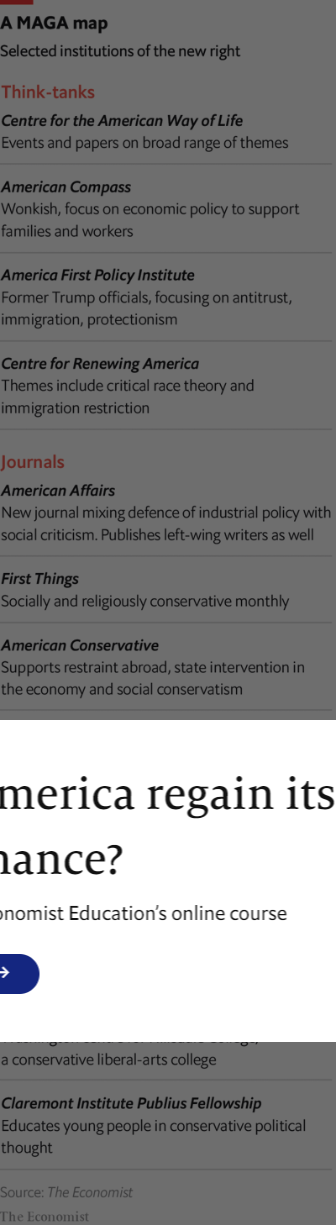 A MAGA map
Selected institutions of the new right
Think-tanks
Centre for the American Way of Life
Events and papers on broad range of themes
American Compass
Wonkish, focus on economic policy to support
families and workers
America First Policy Institute
Former Trump officials, focusing on antitrust,
immigration, protectionism
Centre for Renewing America
Themes include critical race theory and
immigration restriction
Journals
American Affairs
New journal mixing defence of industrial policy with
social criticism. Publishes left-wing writers as well
First Things
Socially and religiously conservative monthly
American Conservative
Supports restraint abroad, state intervention in
the economy and social conservatism
merica regain its
nance?
onomist Education's online course
a conservative liberal-arts college
Claremont Institute Publius Fellowship
Educates young people in conservative political
thought
Source: The Economist
The Economist